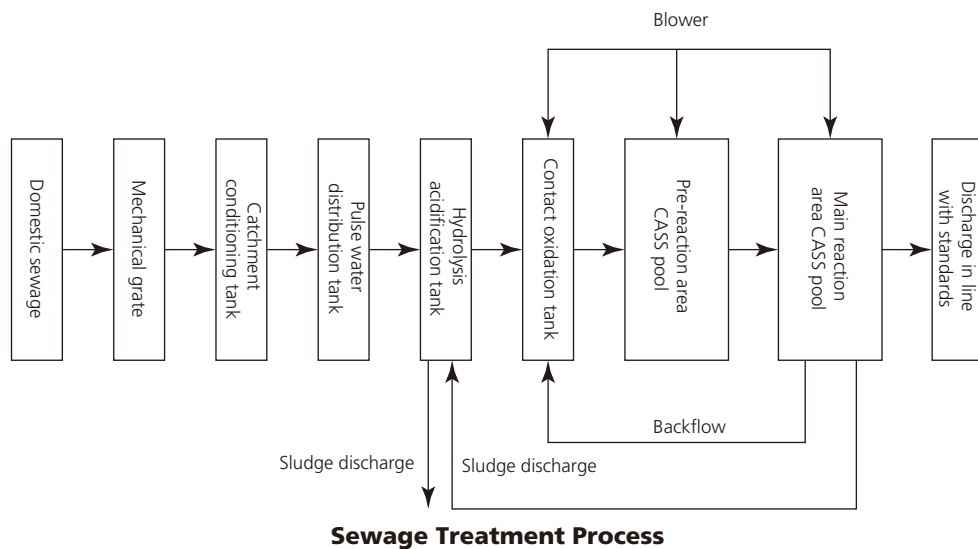 Blower
Domestic sewage
Mechanical grate
Catchment
conditioning tank
Pulse water
distribution tank
Hydrolysis
acidification tank
Contact oxidation tank
Pre-reaction area
CASS pool
Main reaction
area CASS pool
Discharge in line
with standards
Backflow
Sludge discharge
Sludge discharge
Sewage Treatment Process